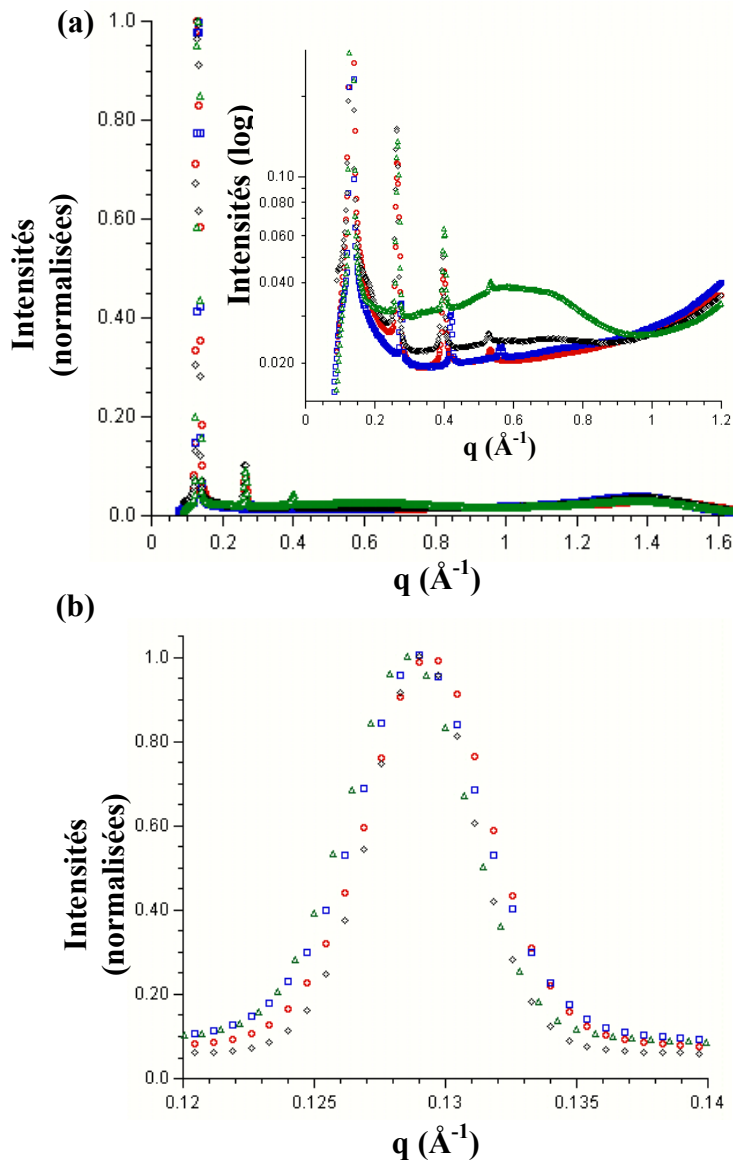 (a)
1.0
0.80
0.60
0.40
0.20
0.0
Intensités
(normalisées)
0 0.2 0.4 0.6 0.8 1 1.2 1.4 1.6
q (Å-1)
Intensités (log)
0.10
0.080
0.060
0.040
0.020
0 0.2 0.4 0.6 0.8 1 1.2
q (Å-1)
(b)
1.0
0.80
0.60
0.40
0.20
0.0
Intensités
(normalisées)
0.12 0.125 0.13 0.135 0.14
q (Å-1)